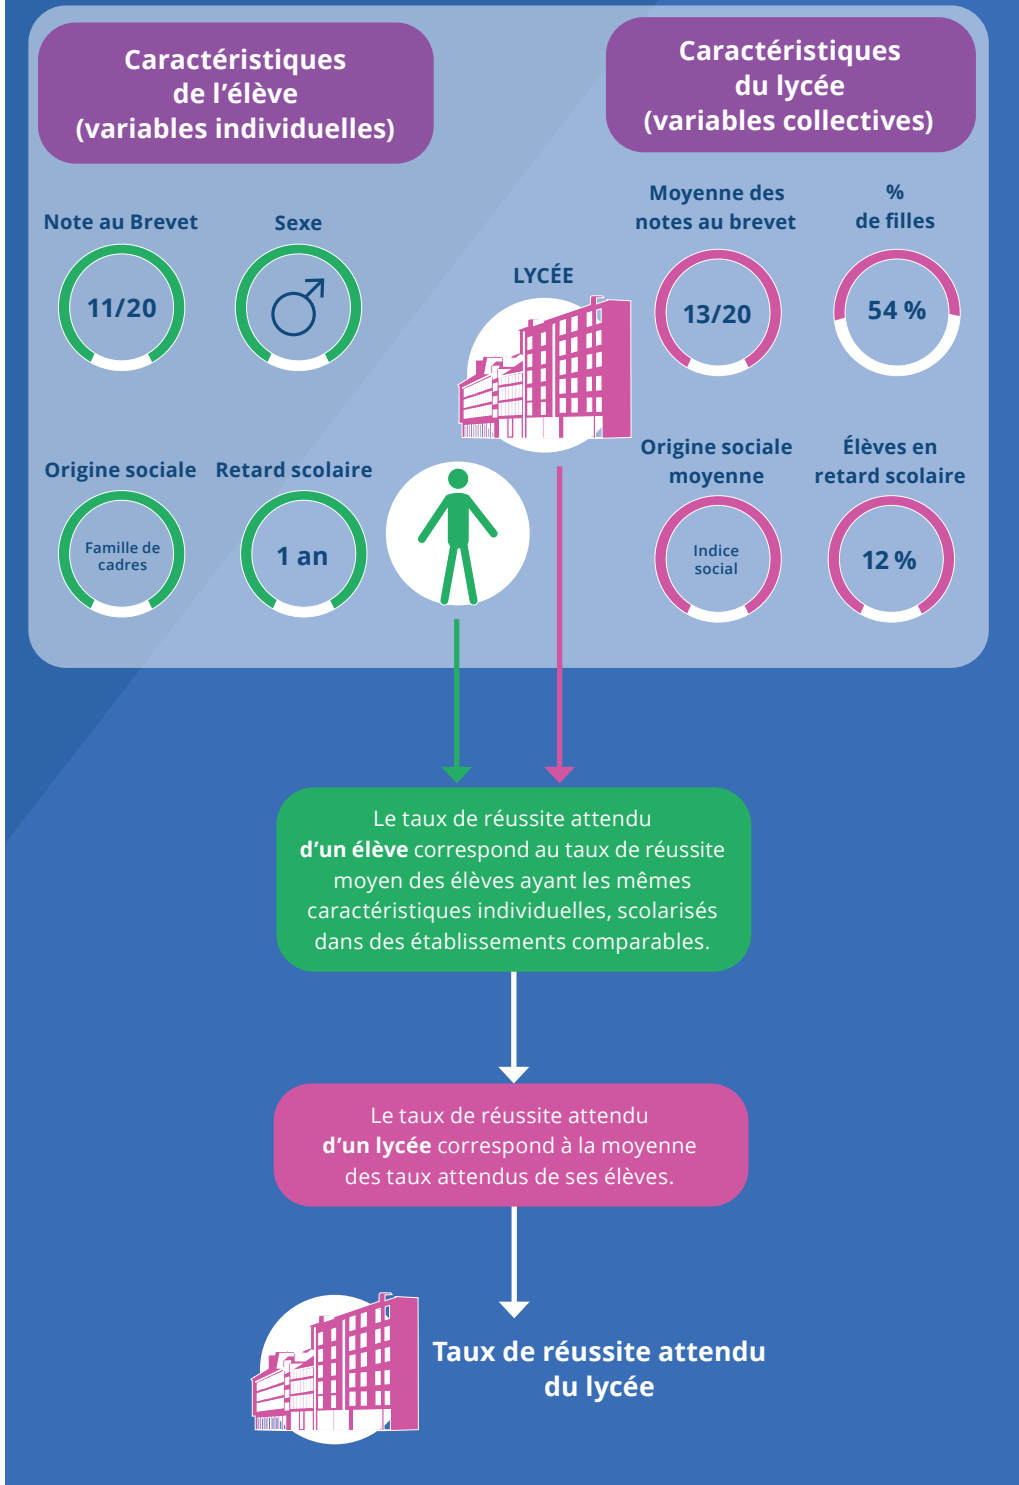 Caractéristiques
de l’élève
(variables individuelles)
Caractéristiques
du lycée
(variables collectives)
Note au Brevet
11/20
Sexe
Origine sociale
Famille de
cadres
Retard scolaire
1 an
LYCÉE
Moyenne des
notes au brevet
13/20
%
de filles
54 %
Origine sociale
moyenne
Indice
social
Élèves en
retard scolaire
12 %
Le taux de réussite attendu
d’un élève correspond au taux de réussite
moyen des élèves ayant les mêmes
caractéristiques individuelles, scolarisés
dans des établissements comparables.
Le taux de réussite attendu
d’un lycée correspond à la moyenne
des taux attendus de ses élèves.
Taux de réussite attendu
du lycée